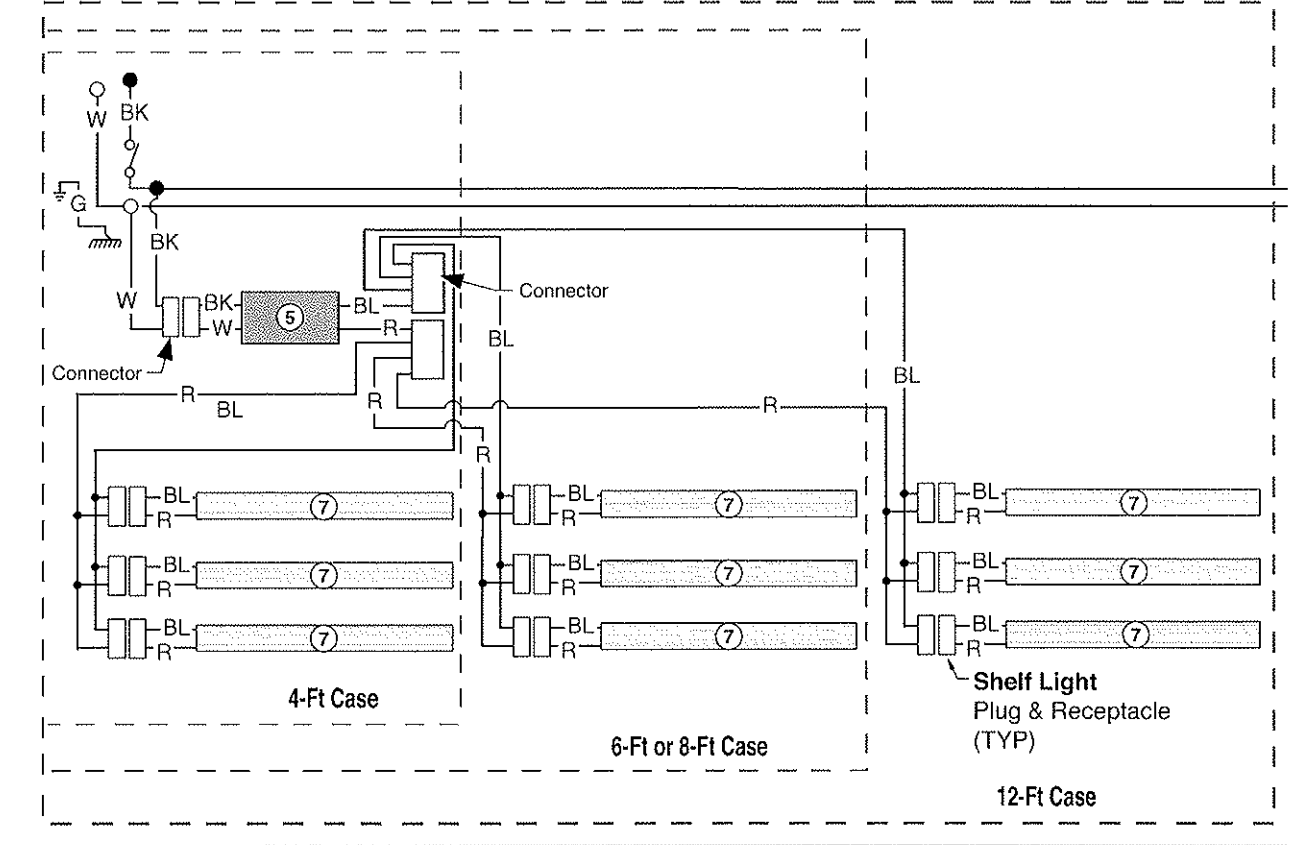 W
BK
G
BK
W
BK
W
5
BL
R
Connector
BL
Connector
R
BL
R
R
BL
R
BL
R
7
BL
R
7
BL
R
7
BL
R
7
BL
R
7
BL
R
7
BL
R
7
BL
R
7
BL
R
7
4-Ft Case
Shelf Light
Plug & Receptacle
(TYP)
6-Ft or 8-Ft Case
12-Ft Case